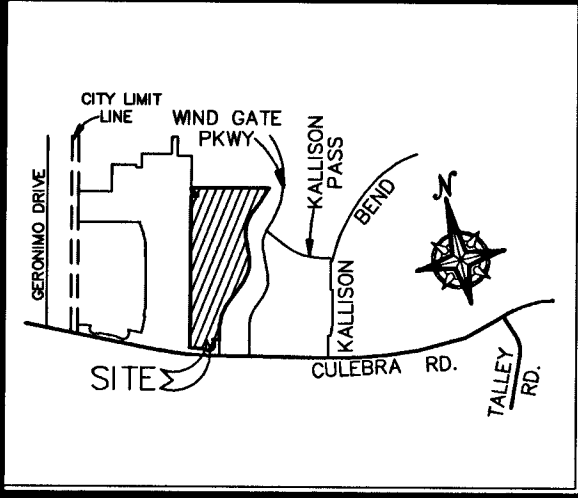 CITY LIMIT
LINE
WIND GATE
PKWY
KALLISON
PASS
GERONIMO DRIVE
BEND
N
KALLISON
SITE
CULEBRA RD.
TALLEY
RD.